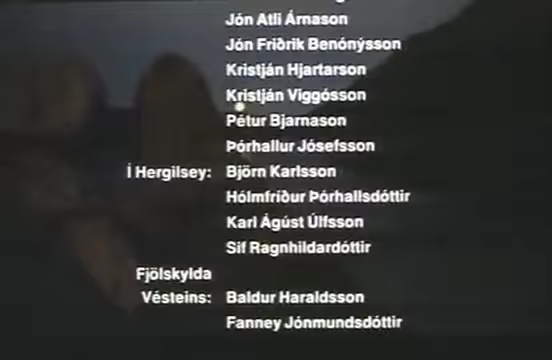 Jón Atli Árnason
Jón Friðrik Benónýsson
Kristján Hjartarson
Kristján Viggósson
Pétur Bjarnason
Þórhallur Jósefsson
Í Hergilsey: Björn Karlsson
Hólmfríður Þórhallsdóttir
Karl Ágúst Úlfsson
Sif Ragnhildardóttir
Fjölskylda
Vésteins: Baldur Haraldsson
Fanney Jónmundsdóttir